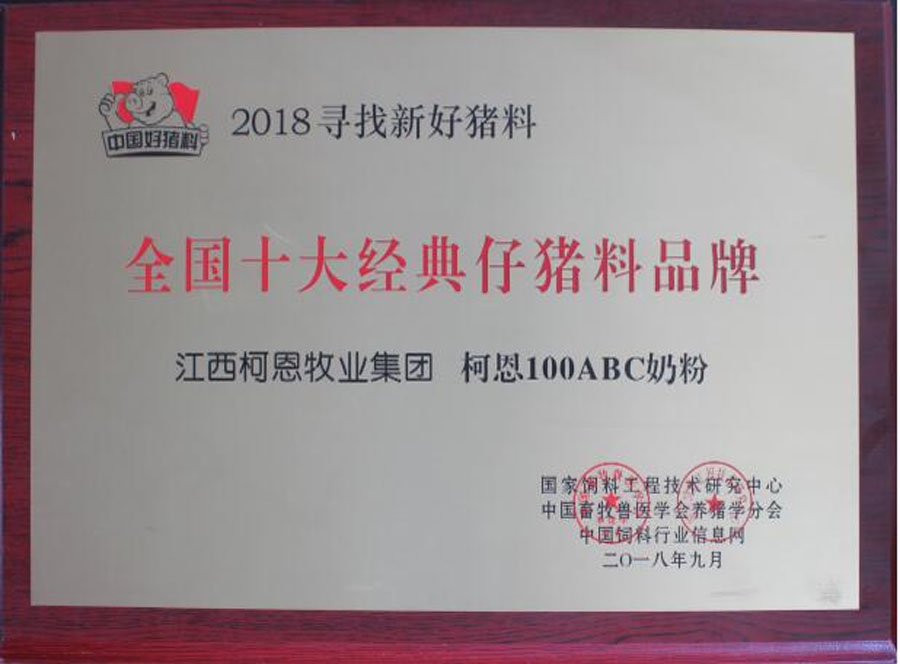 中国好猪料
2018寻找新好猪料
全国十大经典仔猪料品牌
江西柯恩牧业集团 柯恩100ABC奶粉
国家饲料工程技术研究中心
中国畜牧兽医学会养猪学分会
中国饲料行业信息网
二〇一八年九月